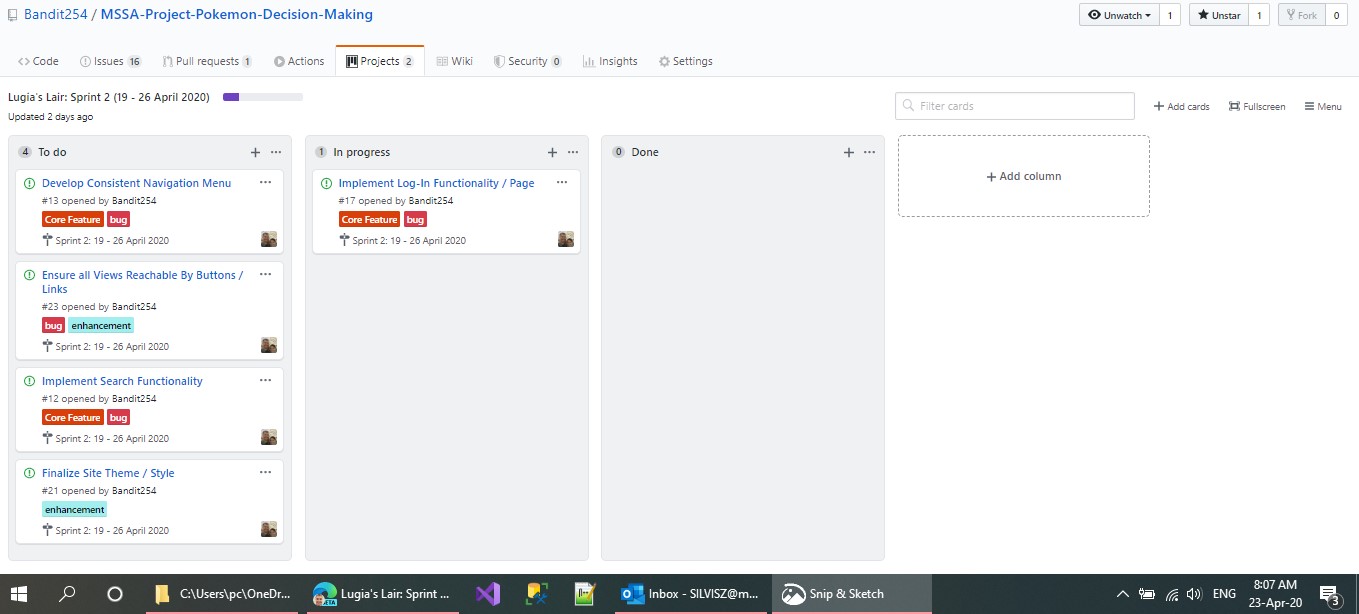 Bandit254 / MSSA-Project-Pokemon-Decision-Making
Unwatch 1 Unstar 1 Fork 0
Code Issues 16 Pull requests 1 Actions Projects 2 Wiki Security 0 Insights Settings
Lugia's Lair: Sprint 2 (19 - 26 April 2020)
Updated 2 days ago
Filter cards
Add cards Fullscreen Menu
4 To do
Develop Consistent Navigation Menu
#13 opened by Bandit254
Core Feature bug
Sprint 2: 19 - 26 April 2020
Ensure all Views Reachable By Buttons /
Links
#23 opened by Bandit254
bug enhancement
Sprint 2: 19 - 26 April 2020
Implement Search Functionality
#12 opened by Bandit254
Core Feature bug
Sprint 2: 19 - 26 April 2020
Finalize Site Theme / Style
#21 opened by Bandit254
enhancement
Sprint 2: 19 - 26 April 2020
1 In progress
Implement Log-In Functionality / Page
#17 opened by Bandit254
Core Feature bug
Sprint 2: 19 - 26 April 2020
0 Done
Add column
C:\Users\pc\OneDr...
BETA
Lugia's Lair: Sprint ...
Inbox - SILVISZ@m...
Snip & Sketch
ENG
8:07 AM
23-Apr-20
3